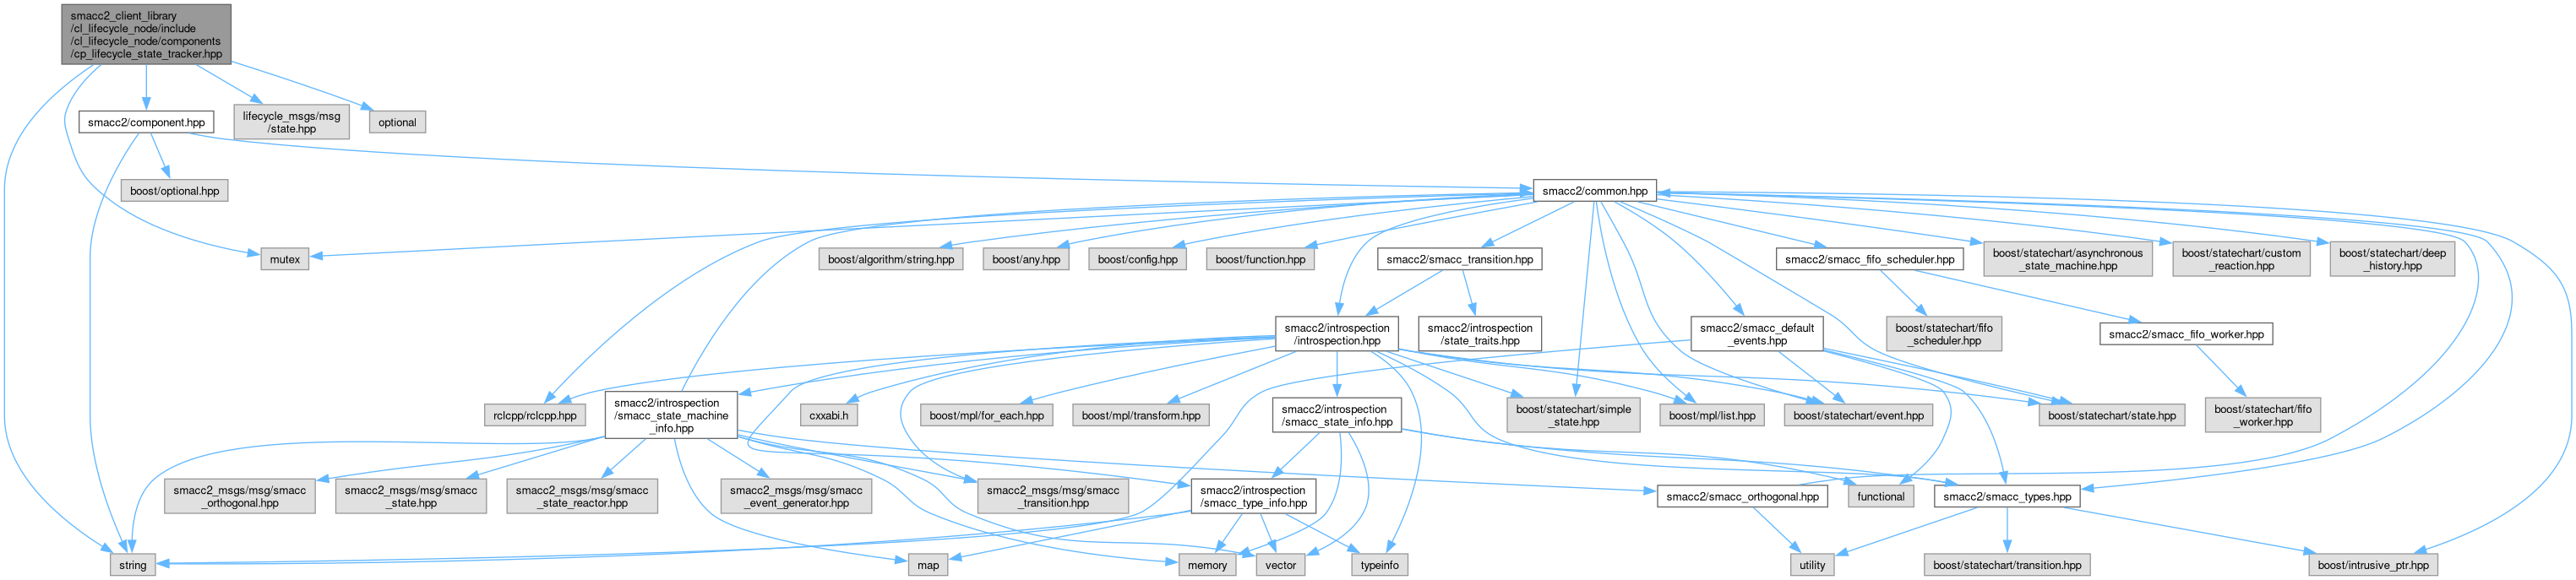 smacc2_client_library
/cl_lifecycle_node/include
/cl_lifecycle_node/components
/cp_lifecycle_state_tracker.hpp
smacc2/component.hpp
lifecycle_msgs/msg
/state.hpp
optional
boost/optional.hpp
smacc2/common.hpp
mutex
boost/algorithm/string.hpp
boost/any.hpp
boost/config.hpp
boost/function.hpp
smacc2/smacc_transition.hpp
smacc2/smacc_fifo_scheduler.hpp
boost/statechart/asynchronous
_state_machine.hpp
boost/statechart/custom
_reaction.hpp
boost/statechart/deep
_history.hpp
smacc2/introspection
/introspection.hpp
smacc2/introspection
/state_traits.hpp
smacc2/smacc_default
_events.hpp
boost/statechart/fifo
_scheduler.hpp
smacc2/smacc_fifo_worker.hpp
rclcpp/rclcpp.hpp
smacc2/introspection
/smacc_state_machine
_info.hpp
cxxabi.h
boost/mpl/for_each.hpp
boost/mpl/transform.hpp
smacc2/introspection
/smacc_state_info.hpp
boost/statechart/simple
_state.hpp
boost/mpl/list.hpp
boost/statechart/event.hpp
boost/statechart/state.hpp
boost/statechart/fifo
_worker.hpp
smacc2_msgs/msg/smacc
_orthogonal.hpp
smacc2_msgs/msg/smacc
_state.hpp
smacc2_msgs/msg/smacc
_state_reactor.hpp
smacc2_msgs/msg/smacc
_event_generator.hpp
smacc2_msgs/msg/smacc
_transition.hpp
smacc2/introspection
/smacc_type_info.hpp
smacc2/smacc_orthogonal.hpp
functional
smacc2/smacc_types.hpp
string
map
memory
vector
typeinfo
utility
boost/statechart/transition.hpp
boost/intrusive_ptr.hpp